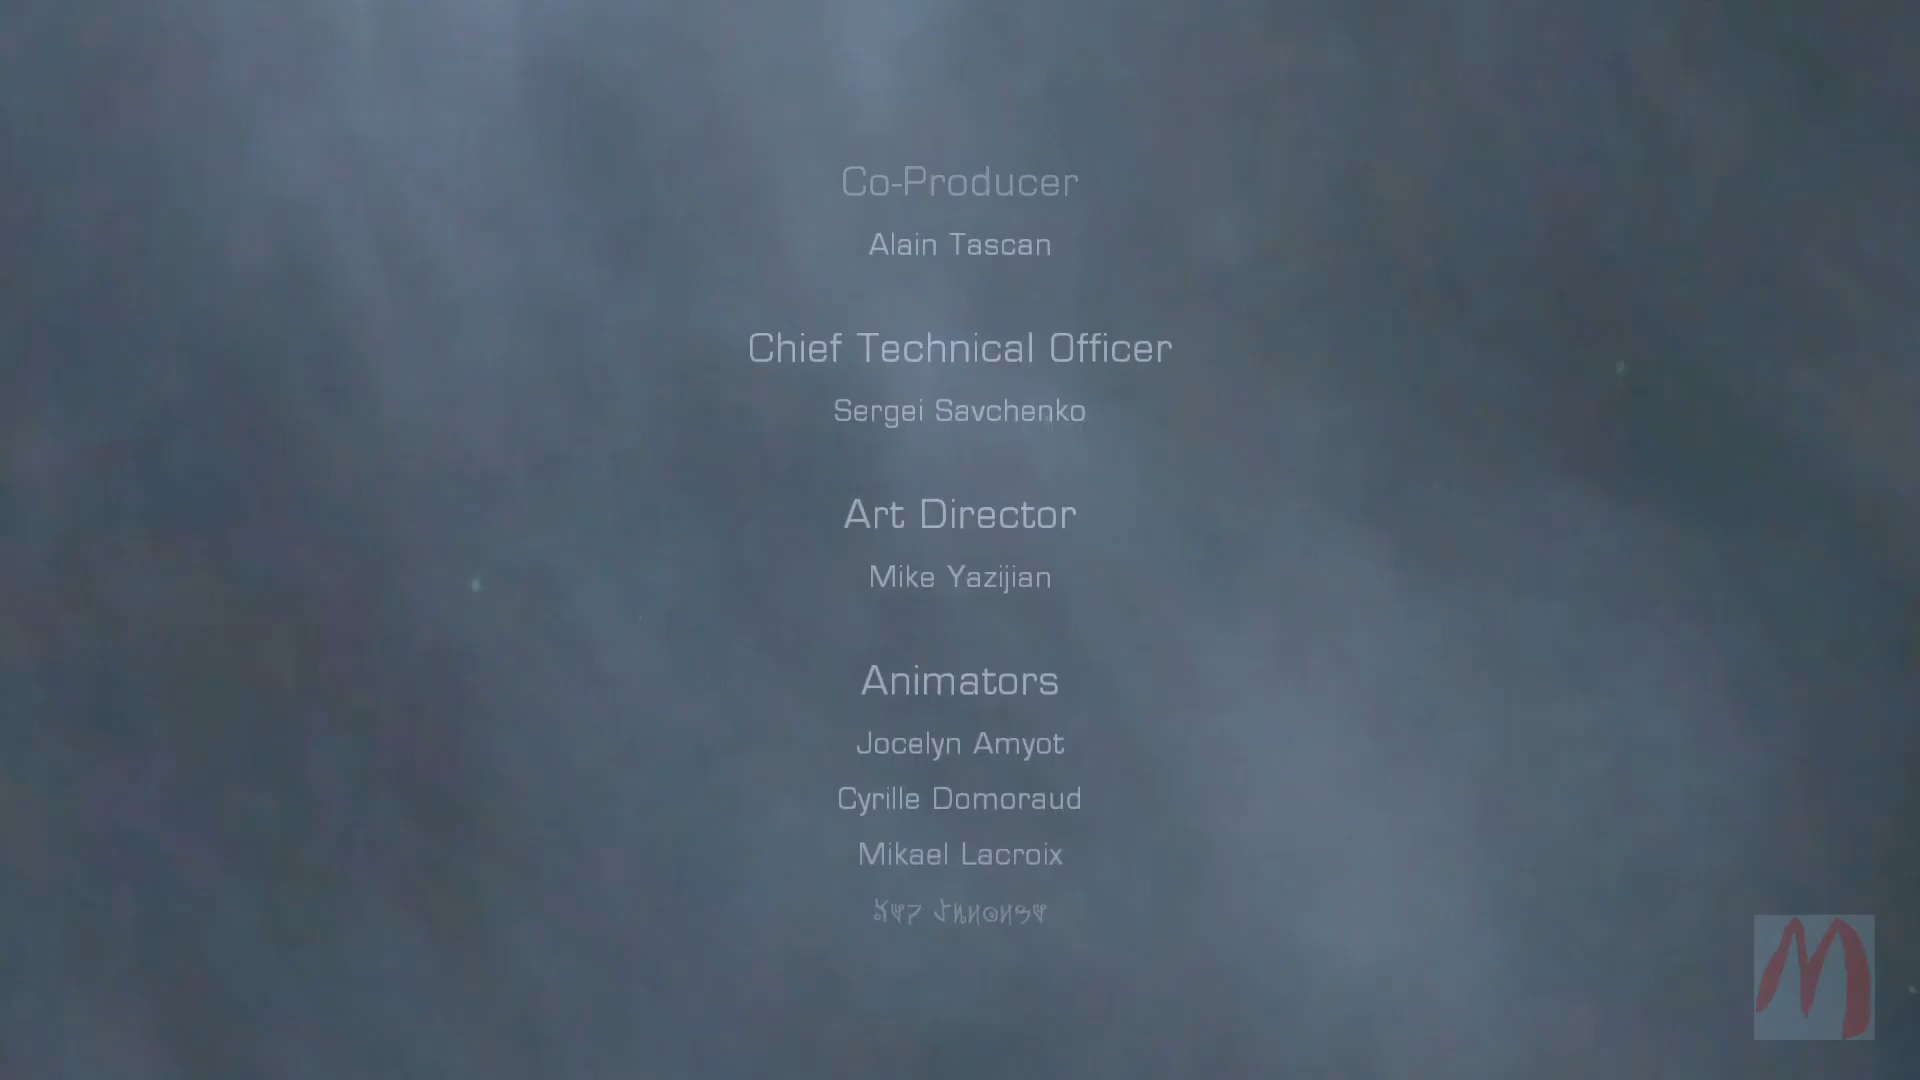 Co-Producer
Alain Tascan
Chief Technical Officer
Sergei Savchenko
Art Director
Mike Yazijian
Animators
Jocelyn Amyot
Cyrille Domoraud
Mikael Lacroix
M